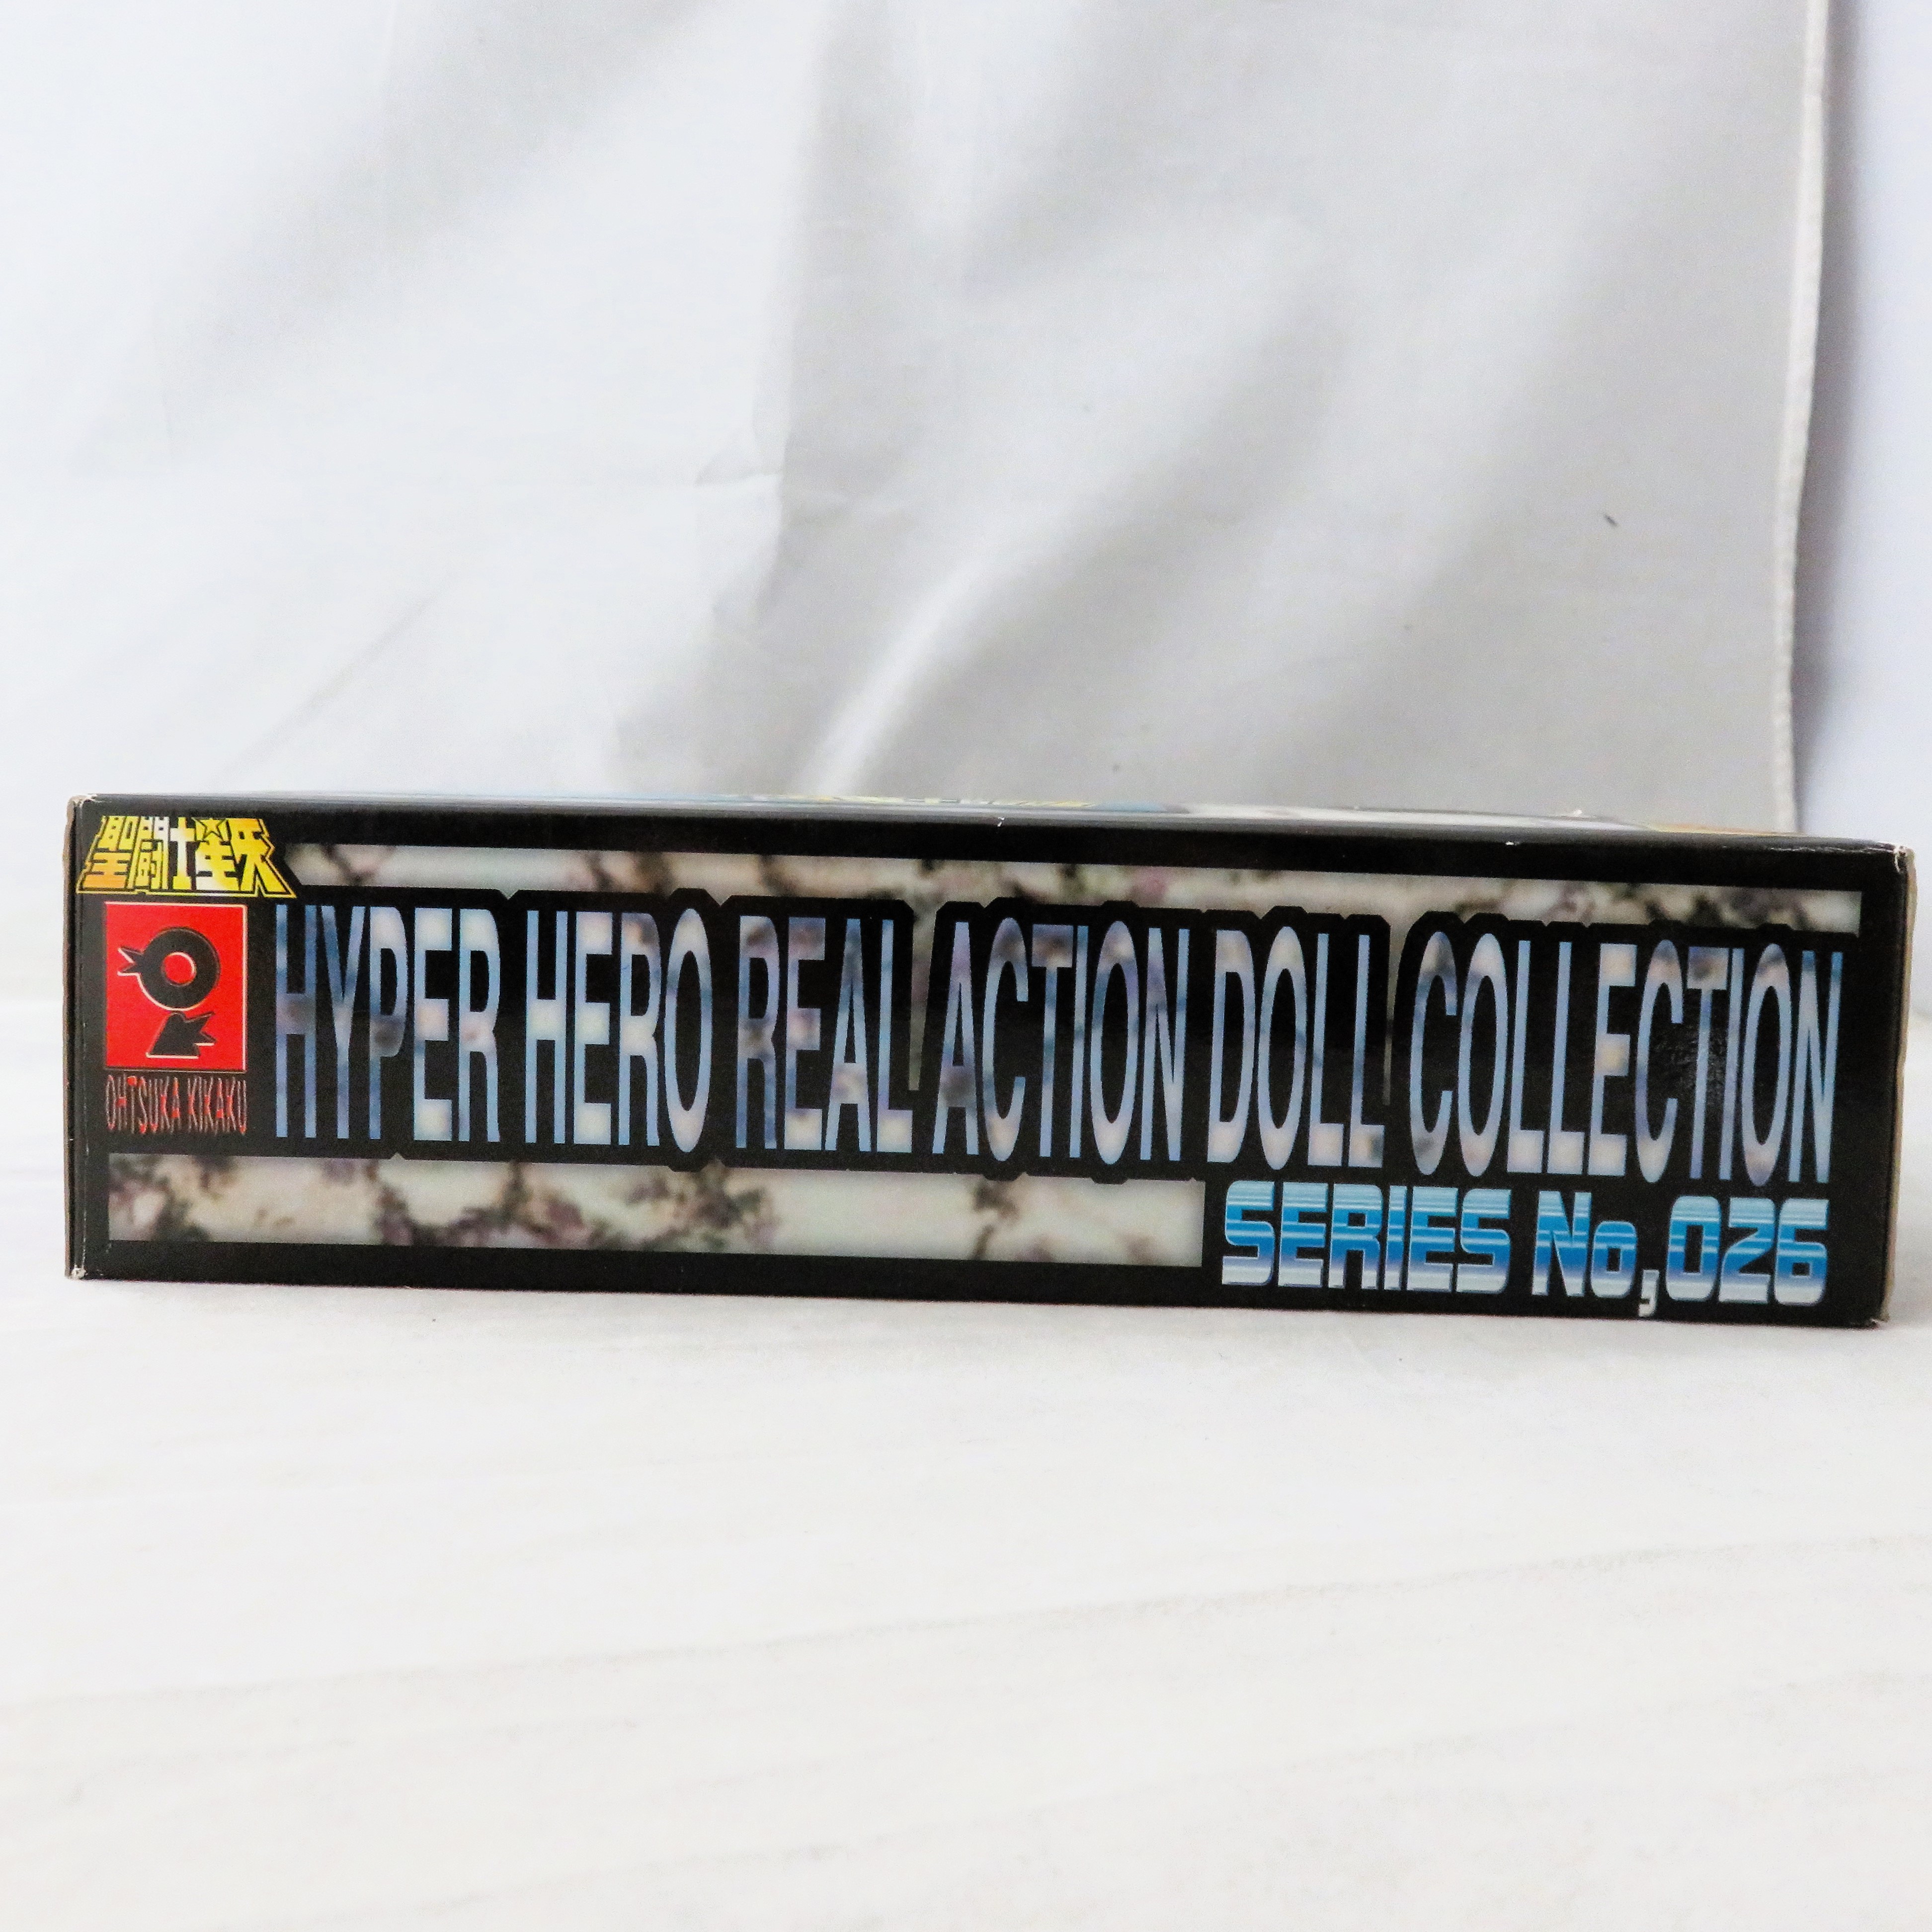 聖闘士星矢
OHTSUKA KIKAKU
HYPER HERO REAL ACTION DOLL COLLECTION
SERIES No,026